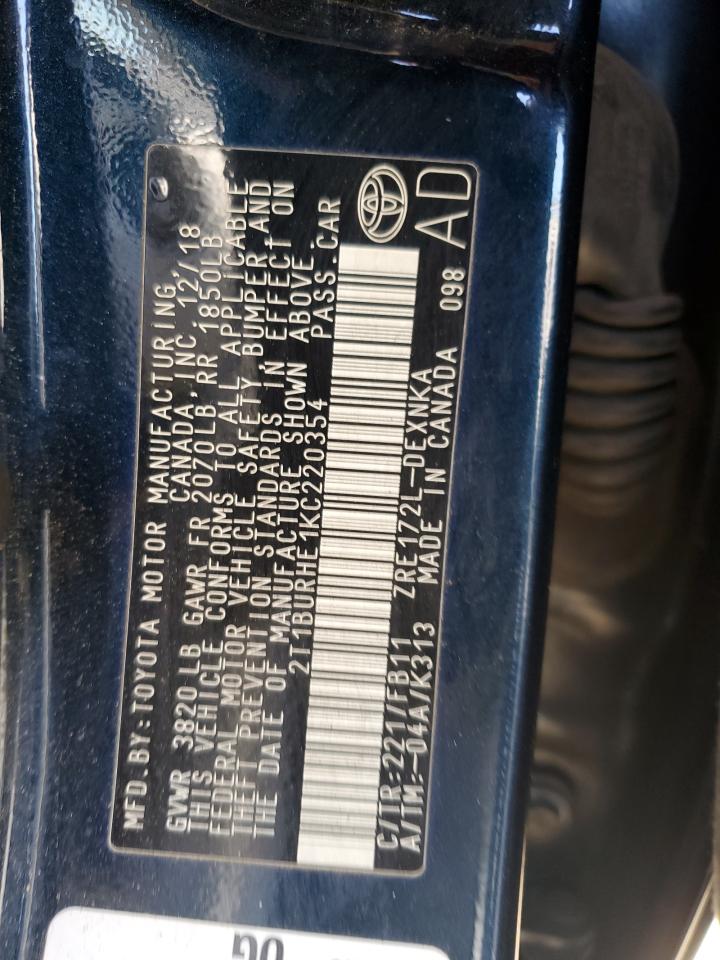 MFD.BY:TOYOTA MOTOR MANUFACTURING,
CANADA, INC. 12/18
GVWR 3820 LB GAWR FR 2070LB RR 1850LB
THIS VEHICLE CONFORMS TO ALL APPLICABLE
FEDERAL MOTOR VEHICLE SAFETY, BUMPER, AND
THEFT PREVENTION STANDARDS IN EFFECT ON
THE DATE OF MANUFACTURE SHOWN ABOVE.
2T1BURHE1KC220354 PASS.CAR
C/TR:221/FB11 ZRE172L-DEXNKA 098
A/TM:-04A/K313 MADE IN CANADA
AD